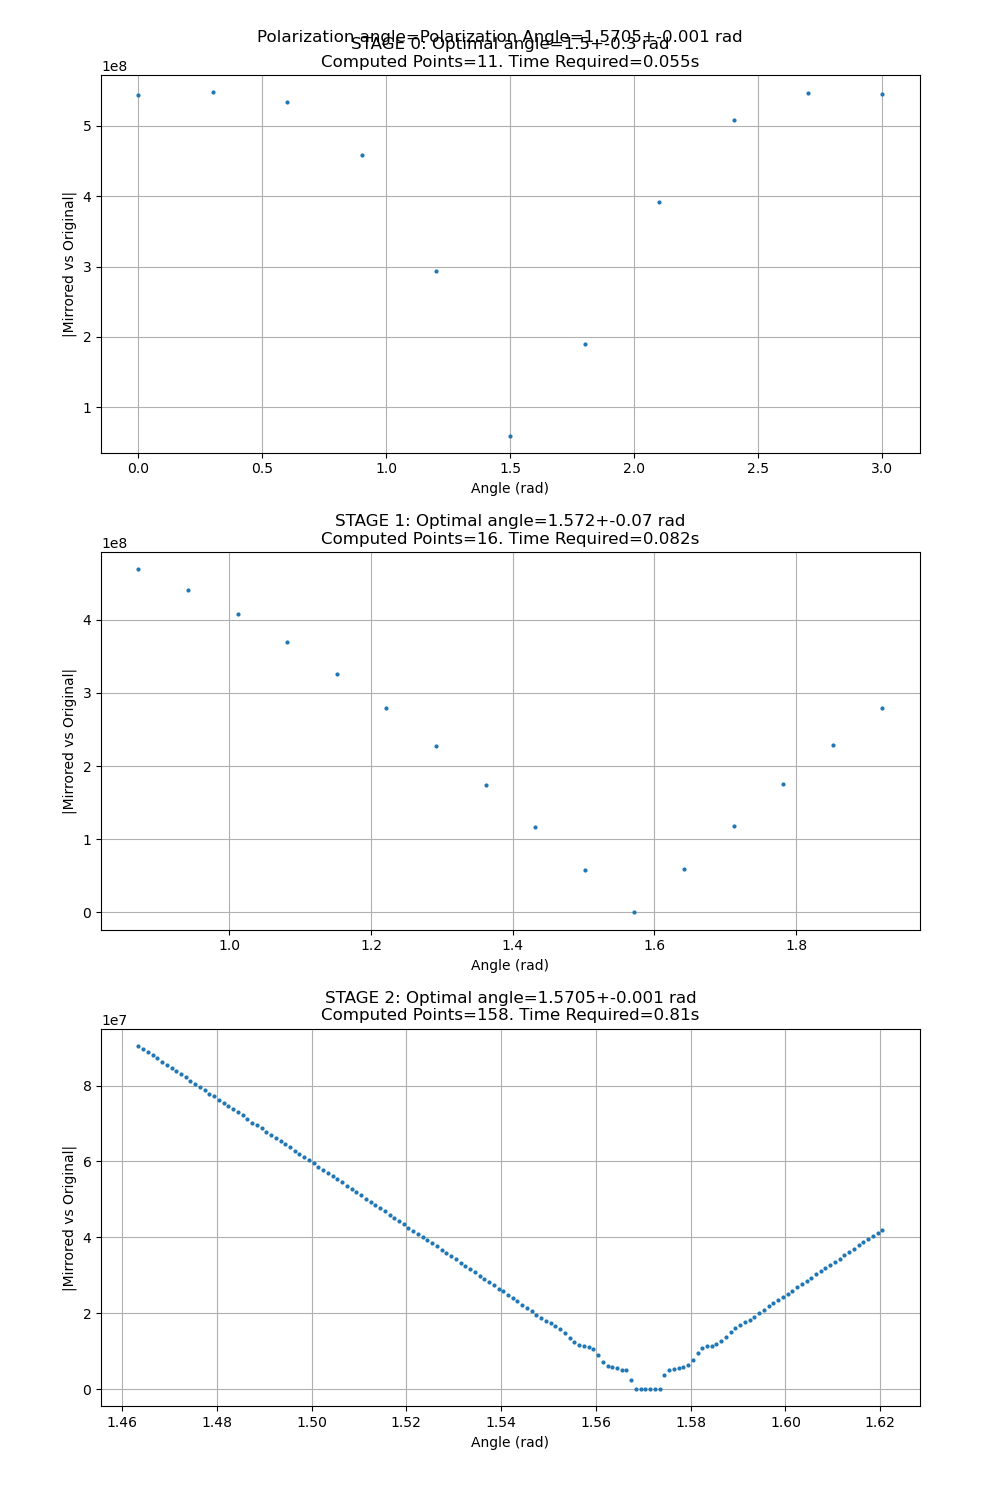 Polarization angle=Polarization Angle=1.5705+-0.001 rad
STAGE 0: Optimal angle=1.5+-0.3 rad
Computed Points=11. Time Required=0.055s
1e8
5
4
3
2
1
|Mirrored vs Original|
0.0 0.5 1.0 1.5 2.0 2.5 3.0
Angle (rad)
STAGE 1: Optimal angle=1.572+-0.07 rad
Computed Points=16. Time Required=0.082s
1e8
4
3
2
1
0
|Mirrored vs Original|
1.0 1.2 1.4 1.6 1.8
Angle (rad)
STAGE 2: Optimal angle=1.5705+-0.001 rad
Computed Points=158. Time Required=0.81s
1e7
8
6
4
2
0
|Mirrored vs Original|
1.46 1.48 1.50 1.52 1.54 1.56 1.58 1.60 1.62
Angle (rad)